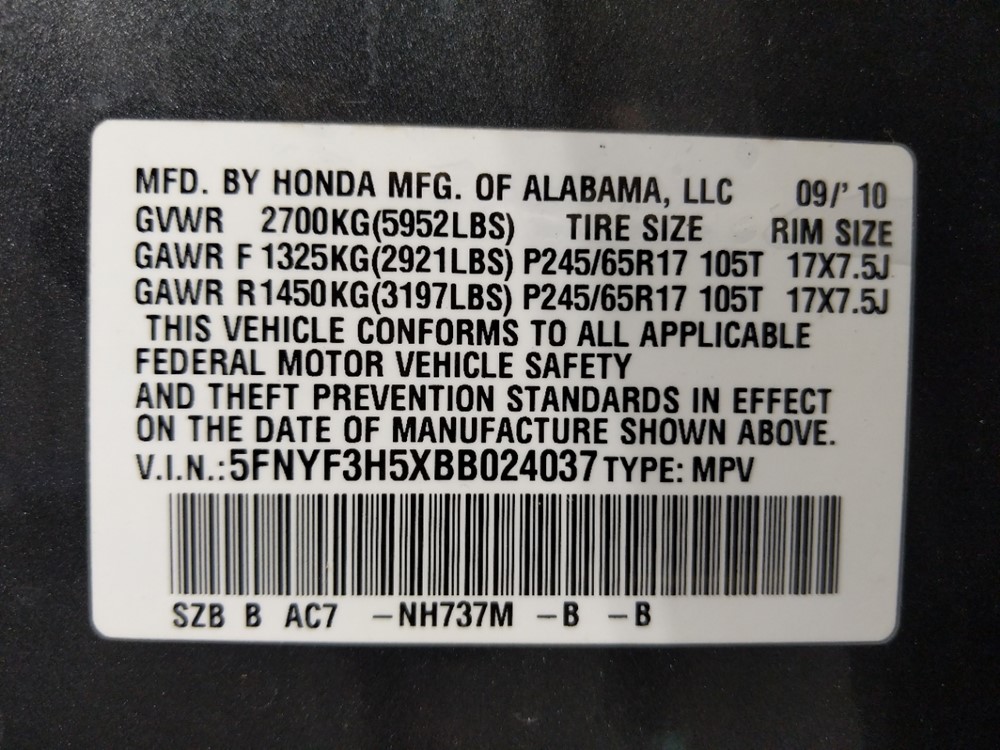 MFD. BY HONDA MFG. OF ALABAMA, LLC 09/' 10
GVWR 2700KG(5952LBS) TIRE SIZE RIM SIZE
GAWR F 1325KG(2921LBS) P245/65R17 105T 17X7.5J
GAWR R1450KG(3197LBS) P245/65R17 105T 17X7.5J
THIS VEHICLE CONFORMS TO ALL APPLICABLE
FEDERAL MOTOR VEHICLE SAFETY
AND THEFT PREVENTION STANDARDS IN EFFECT
ON THE DATE OF MANUFACTURE SHOWN ABOVE.
V.I.N.:5FNYF3H5XBB024037 TYPE: MPV
SZB B AC7 -NH737M -B -B